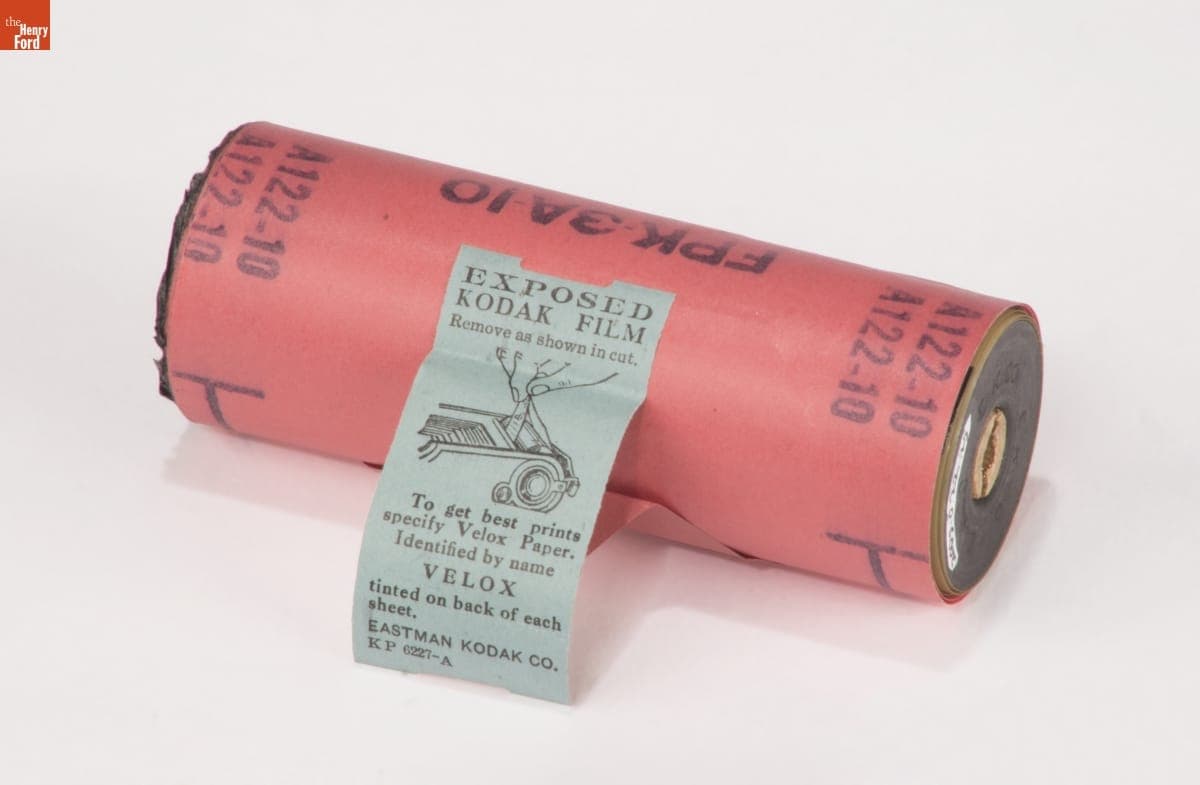 the
Henry
Ford
A122-10
A122-10
FPK-3A-10
A122-10
A122-10
EXPOSED
KODAK FILM
Remove as shown in cut.
To get best prints
specify Velox Paper.
Identified by name
VELOX
tinted on back of each
sheet.
EASTMAN KODAK CO.
KP 6227-A